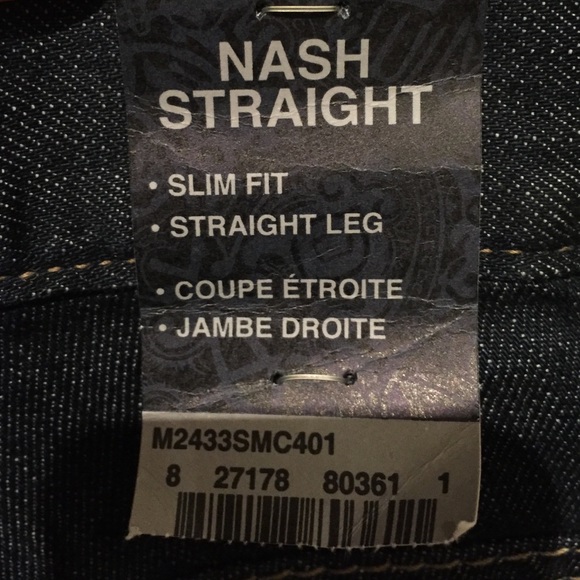 NASH
STRAIGHT
• SLIM FIT
• STRAIGHT LEG
• COUPE ÉTROITE
• JAMBE DROITE
M2433SMC401
8 27178 80361 1